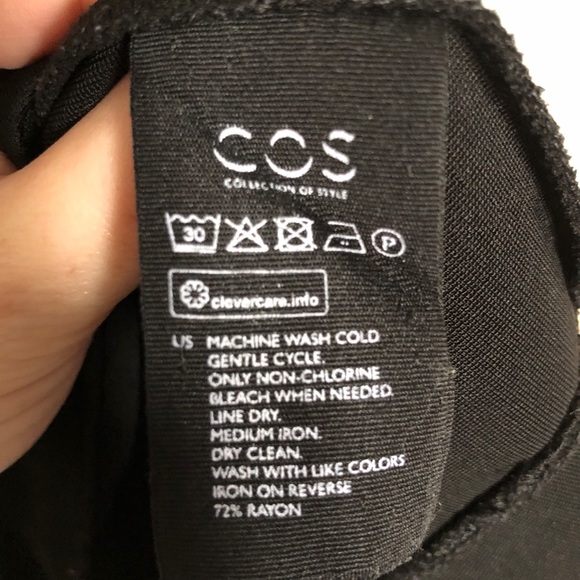 COS
COLLECTION OF STYLE
30 P
clevercare.info
US MACHINE WASH COLD
GENTLE CYCLE.
ONLY NON-CHLORINE
BLEACH WHEN NEEDED.
LINE DRY.
MEDIUM IRON.
DRY CLEAN.
WASH WITH LIKE COLORS
IRON ON REVERSE
72% RAYON